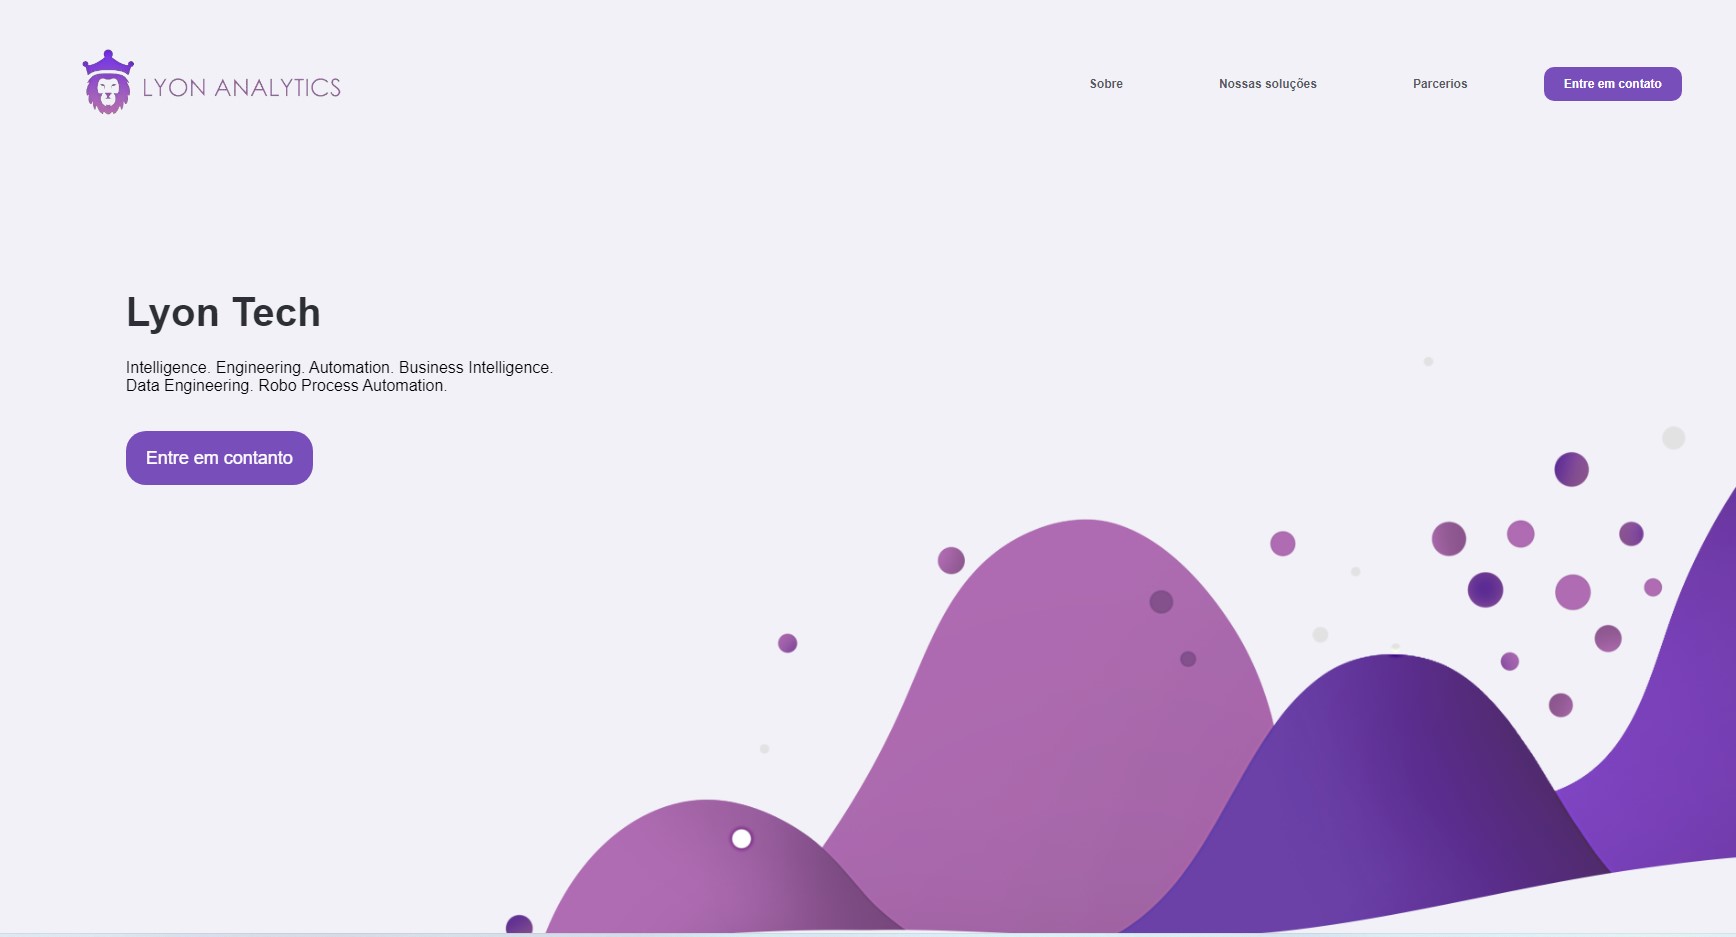 LYON ANALYTICS
Sobre
Nossas soluções
Parcerios
Entre em contato
Lyon Tech
Intelligence. Engineering. Automation. Business Intelligence.
Data Engineering. Robo Process Automation.
Entre em contanto